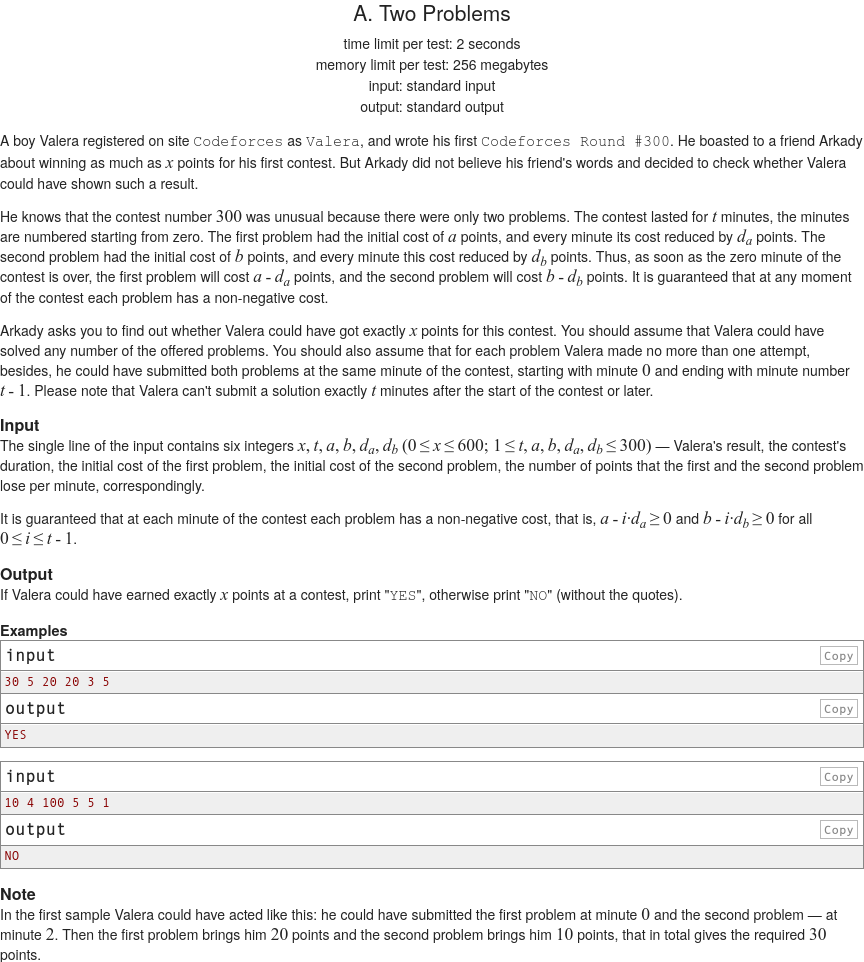 A. Two Problems
time limit per test: 2 seconds
memory limit per test: 256 megabytes
input: standard input
output: standard output
A boy Valera registered on site Codeforces as Valera, and wrote his first Codeforces Round #300. He boasted to a friend Arkady
about winning as much as x points for his first contest. But Arkady did not believe his friend's words and decided to check whether Valera
could have shown such a result.
He knows that the contest number 300 was unusual because there were only two problems. The contest lasted for t minutes, the minutes
are numbered starting from zero. The first problem had the initial cost of a points, and every minute its cost reduced by d_a points. The
second problem had the initial cost of b points, and every minute this cost reduced by d_b points. Thus, as soon as the zero minute of the
contest is over, the first problem will cost a - d_a points, and the second problem will cost b - d_b points. It is guaranteed that at any moment
of the contest each problem has a non-negative cost.
Arkady asks you to find out whether Valera could have got exactly x points for this contest. You should assume that Valera could have
solved any number of the offered problems. You should also assume that for each problem Valera made no more than one attempt,
besides, he could have submitted both problems at the same minute of the contest, starting with minute 0 and ending with minute number
t - 1. Please note that Valera can't submit a solution exactly t minutes after the start of the contest or later.
Input
The single line of the input contains six integers x, t, a, b, d_a, d_b (0 ≤ x ≤ 600; 1 ≤ t, a, b, d_a, d_b ≤ 300) — Valera's result, the contest's
duration, the initial cost of the first problem, the initial cost of the second problem, the number of points that the first and the second problem
lose per minute, correspondingly.
It is guaranteed that at each minute of the contest each problem has a non-negative cost, that is, a - i·d_a ≥ 0 and b - i·d_b ≥ 0 for all
0 ≤ i ≤ t - 1.
Output
If Valera could have earned exactly x points at a contest, print "YES", otherwise print "NO" (without the quotes).
Examples
input Copy
30 5 20 20 3 5
output Copy
YES
input Copy
10 4 100 5 5 1
output Copy
NO
Note
In the first sample Valera could have acted like this: he could have submitted the first problem at minute 0 and the second problem — at
minute 2. Then the first problem brings him 20 points and the second problem brings him 10 points, that in total gives the required 30
points.